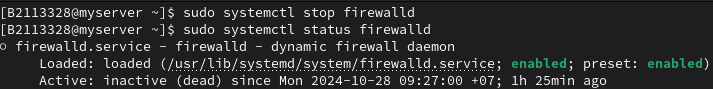 [B2113328@myserver ~]$ sudo systemctl stop firewalld
[B2113328@myserver ~]$ sudo systemctl status firewalld
○ firewalld.service - firewalld - dynamic firewall daemon
     Loaded: loaded (/usr/lib/systemd/system/firewalld.service; enabled; preset: enabled)
     Active: inactive (dead) since Mon 2024-10-28 09:27:00 +07; 1h 25min ago